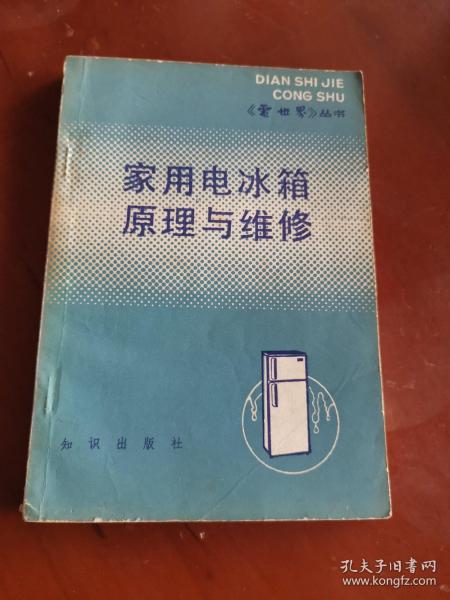 DIAN SHI JIE
CONG SHU
《电世界》丛书
家用电冰箱
原理与维修
知识出版社
孔夫子旧书网
www.kongfz.com